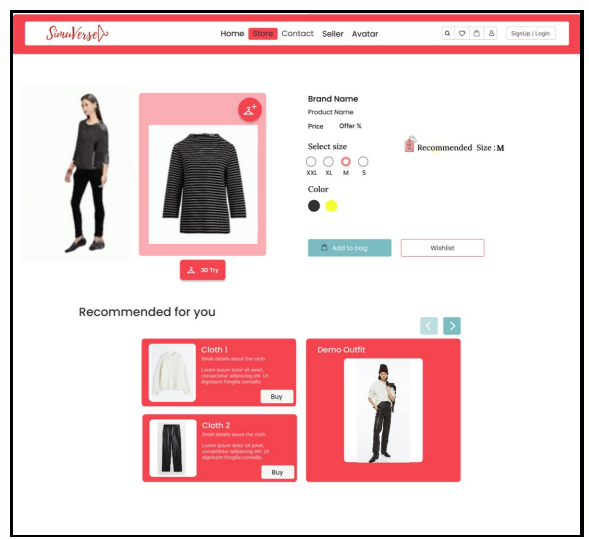 SimuVerse
Home Store Contact Seller Avatar
SignUp / Login
Brand Name
Product Name
Price Offer %
Select size
XXL XL M S
Recommended Size : M
Color
Add to bag
Wishlist
3D Try
Recommended for you
Cloth 1
Small details about the cloth
Lorem ipsum dolor sit amet,
consectetur adipiscing elit. Ut
dignissim fringilla convallis.
Buy
Cloth 2
Small details about the cloth
Lorem ipsum dolor sit amet,
consectetur adipiscing elit. Ut
dignissim fringilla convallis.
Buy
Demo Outfit